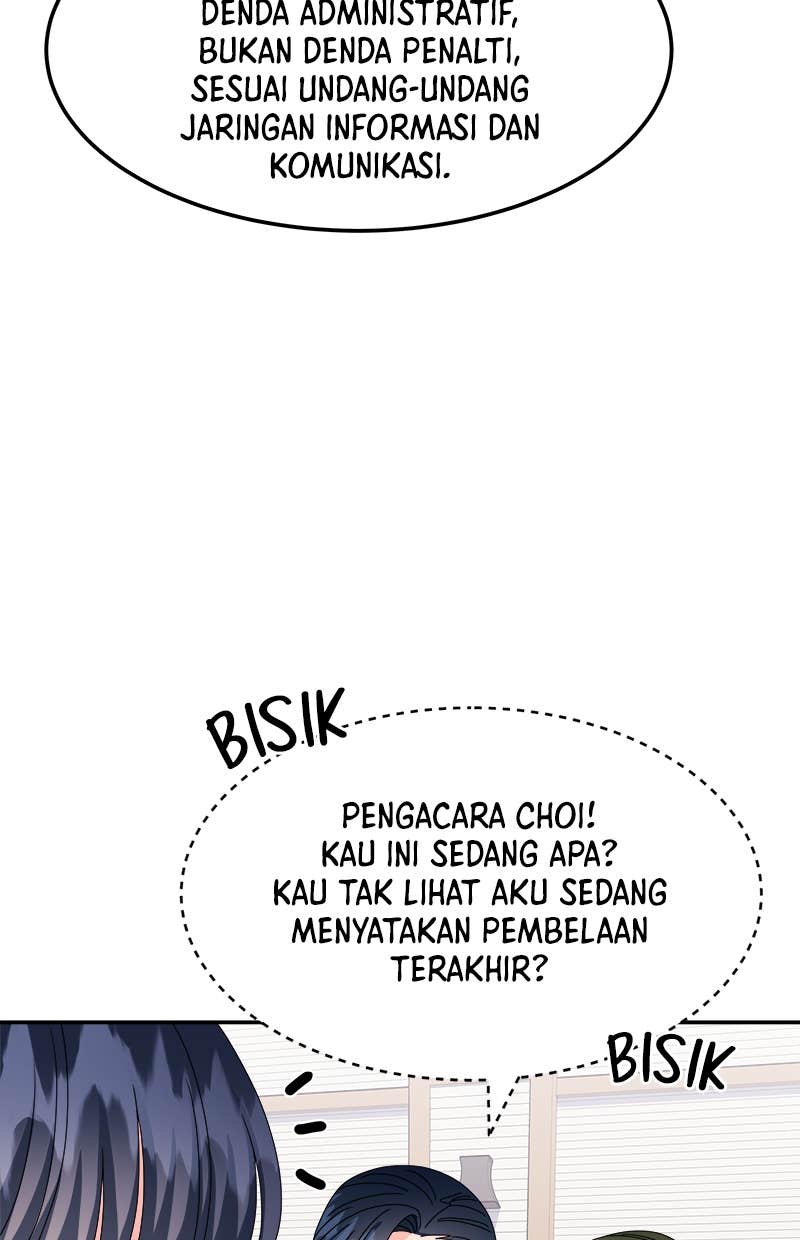 DENDA ADMINISTRATIF,
BUKAN DENDA PENALTI,
SESUAI UNDANG-UNDANG
JARINGAN INFORMASI DAN
KOMUNIKASI.
BISIK
PENGACARA CHOI!
KAU INI SEDANG APA?
KAU TAK LIHAT AKU SEDANG
MENYATAKAN PEMBELAAN
TERAKHIR?
BISIK